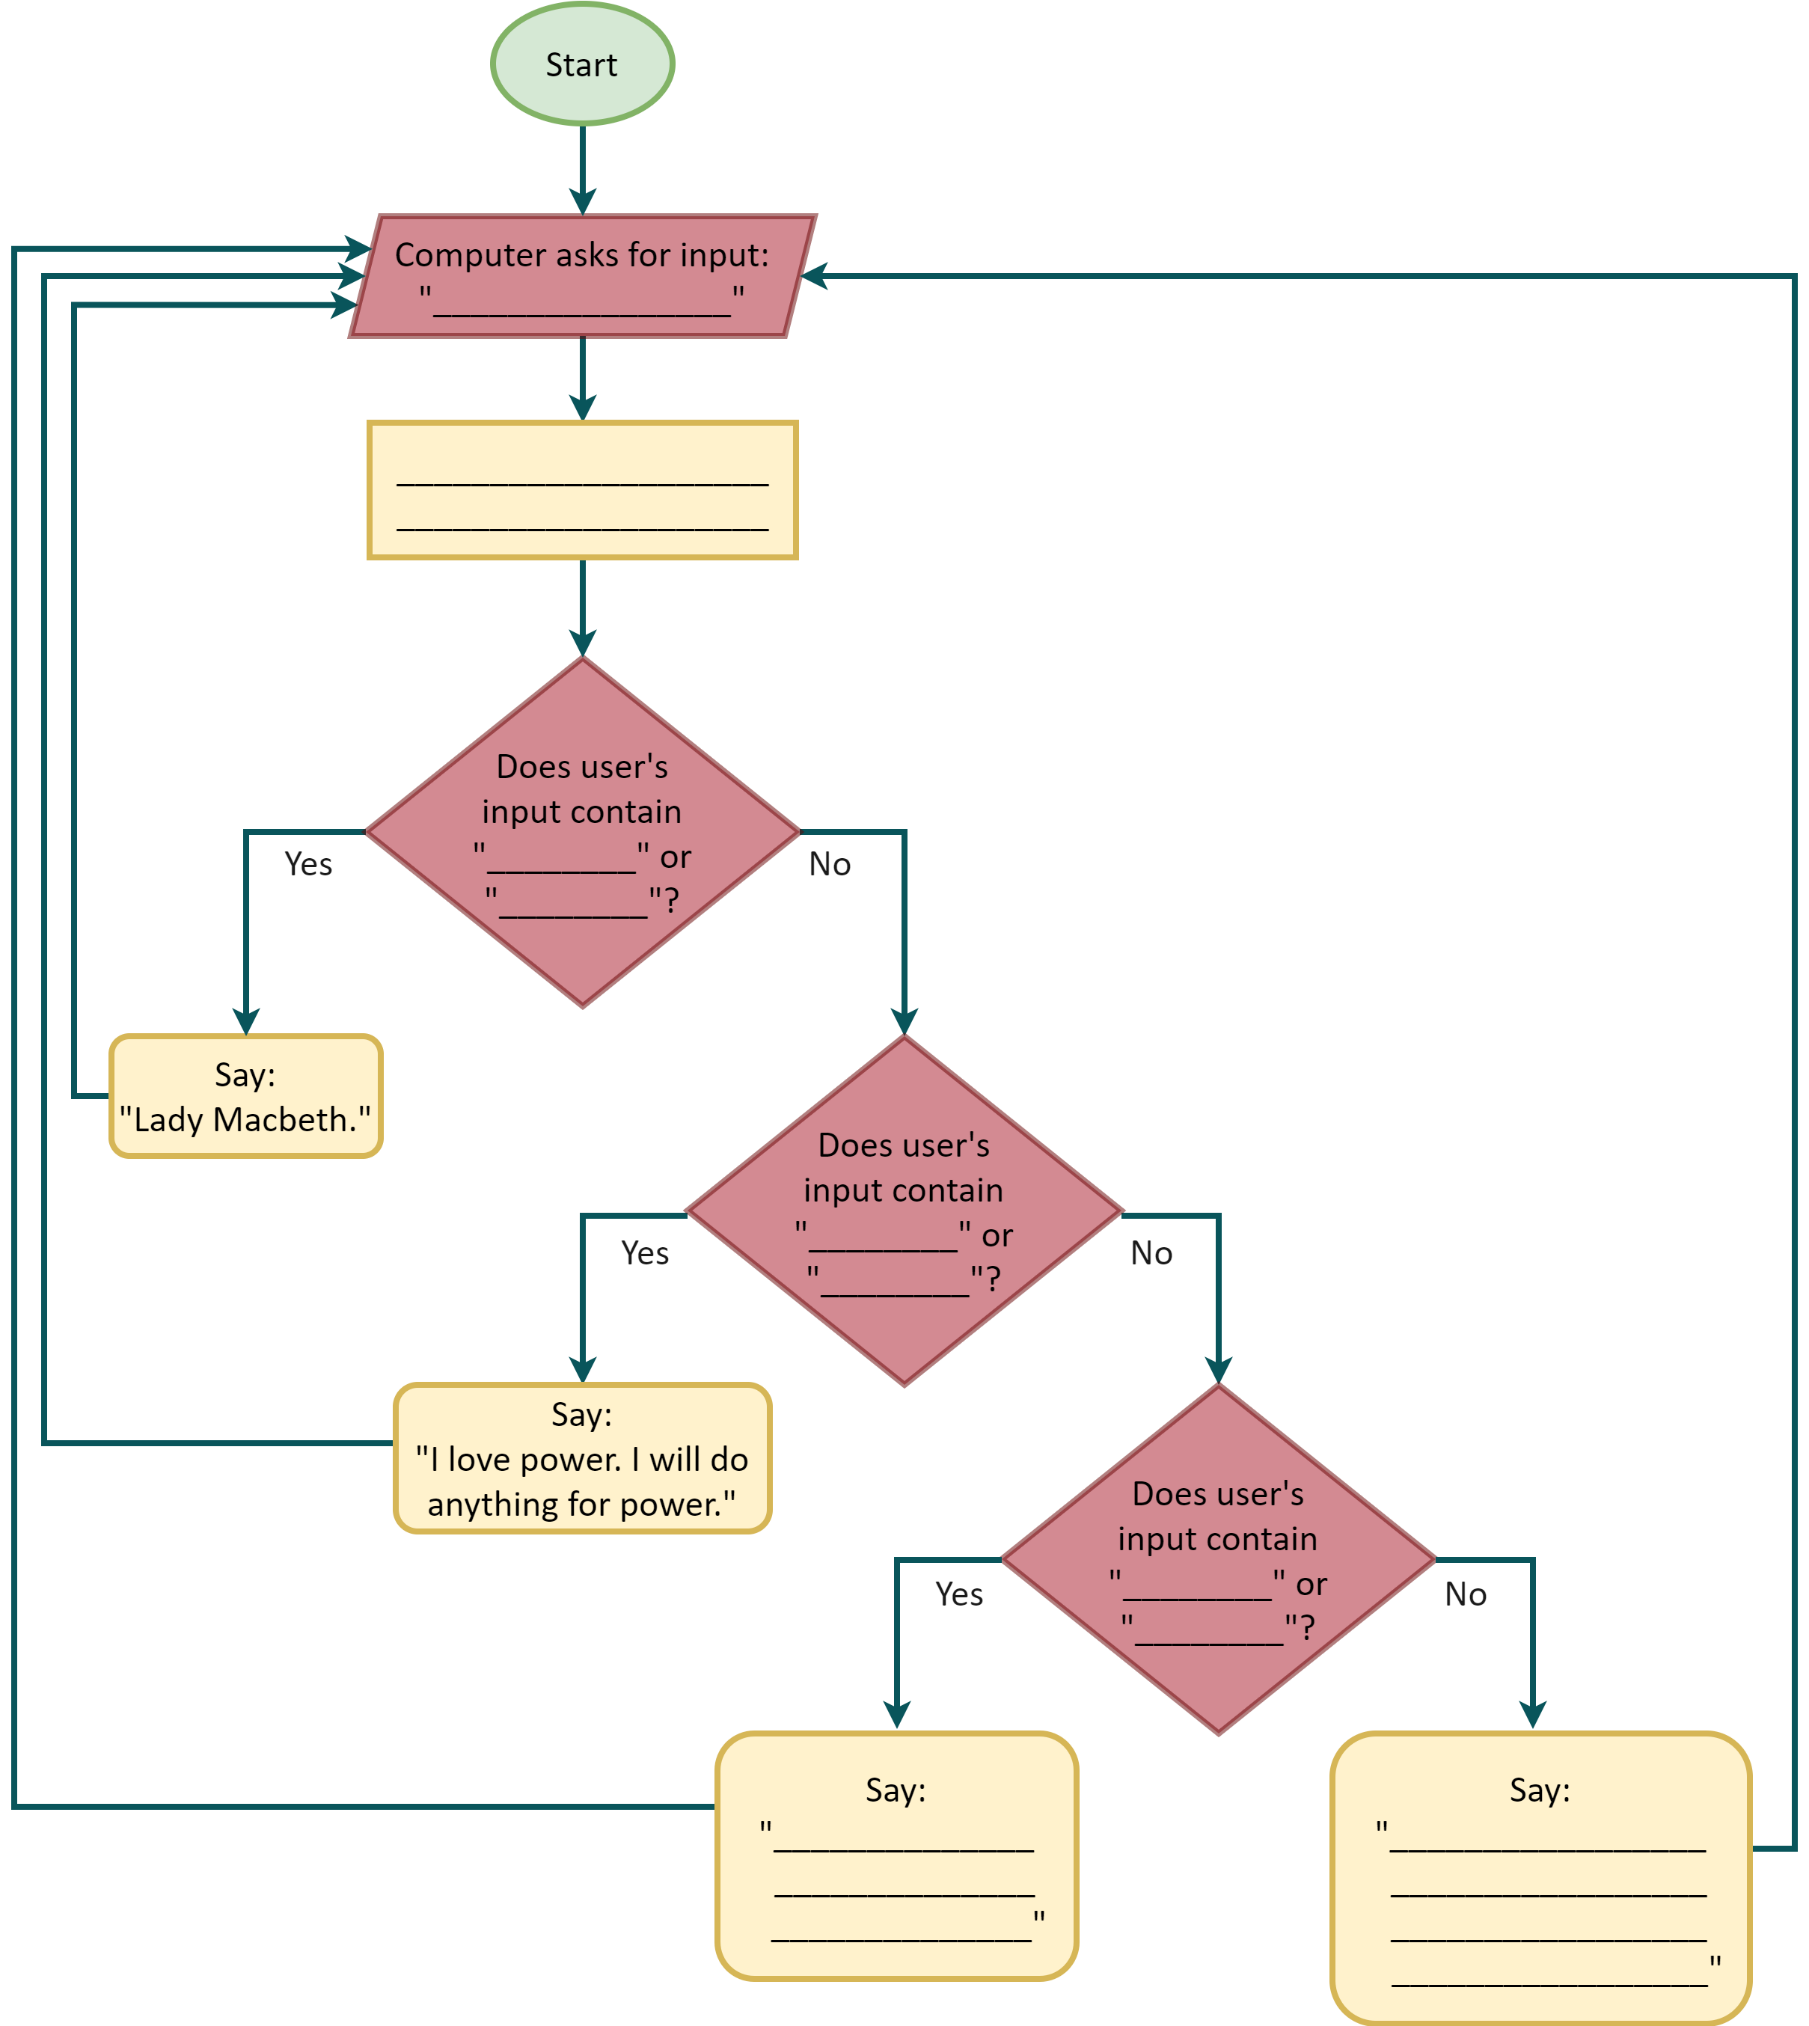 Start
Computer asks for input:
"________________"
____________________
____________________
Does user's
input contain
"________" or
"________"?
Yes
No
Say:
"Lady Macbeth."
Does user's
input contain
"________" or
"________"?
Yes
No
Say:
"I love power. I will do
anything for power."
Does user's
input contain
"________" or
"________"?
Yes
No
Say:
"______________
______________
______________"
Say:
"_________________
_________________
_________________
_________________"